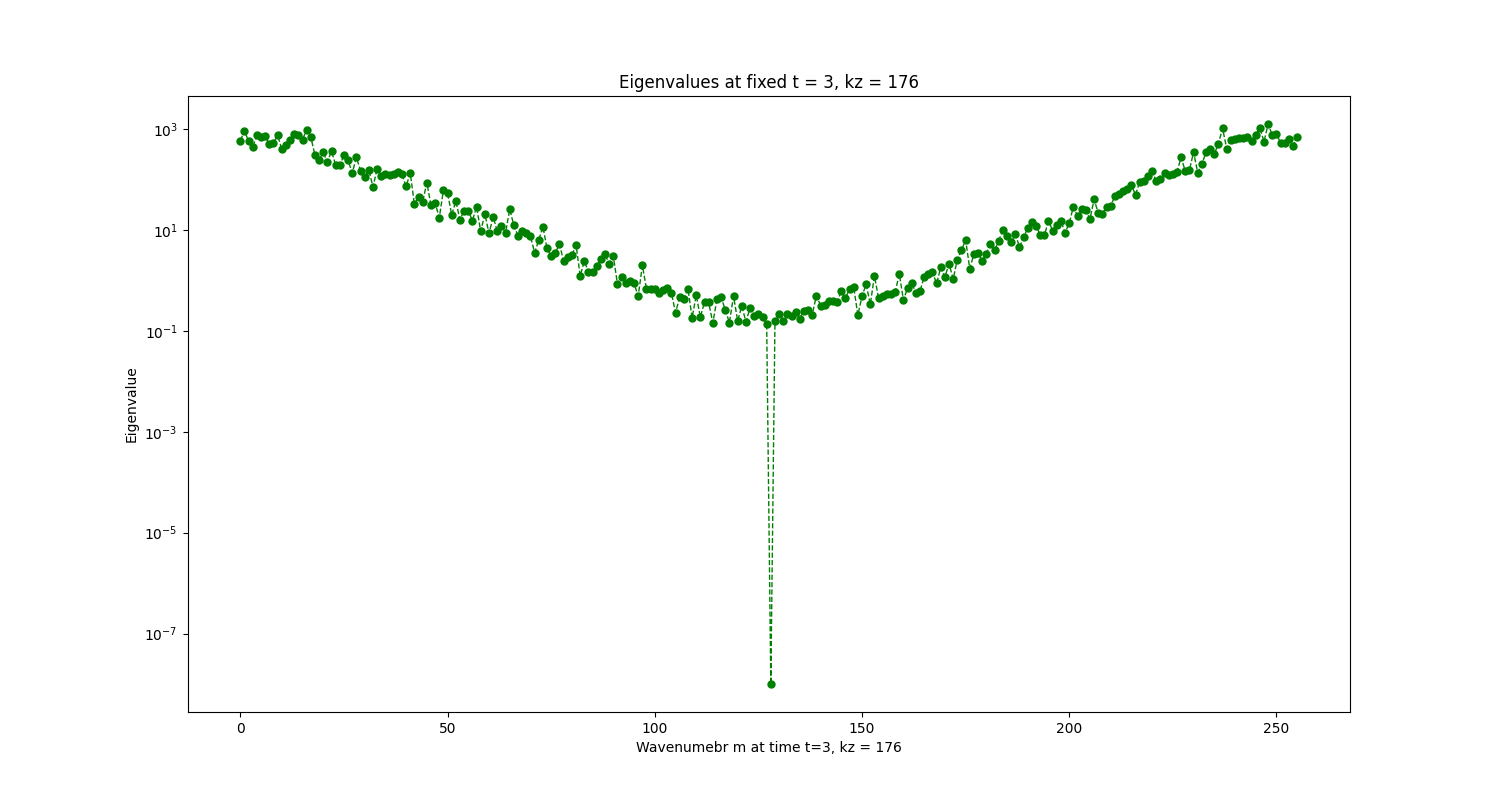 Eigenvalues at fixed t = 3, kz = 176
10³
10¹
10⁻¹
10⁻³
10⁻⁵
10⁻⁷
Eigenvalue
0 50 100 150 200 250
Wavenumebr m at time t=3, kz = 176